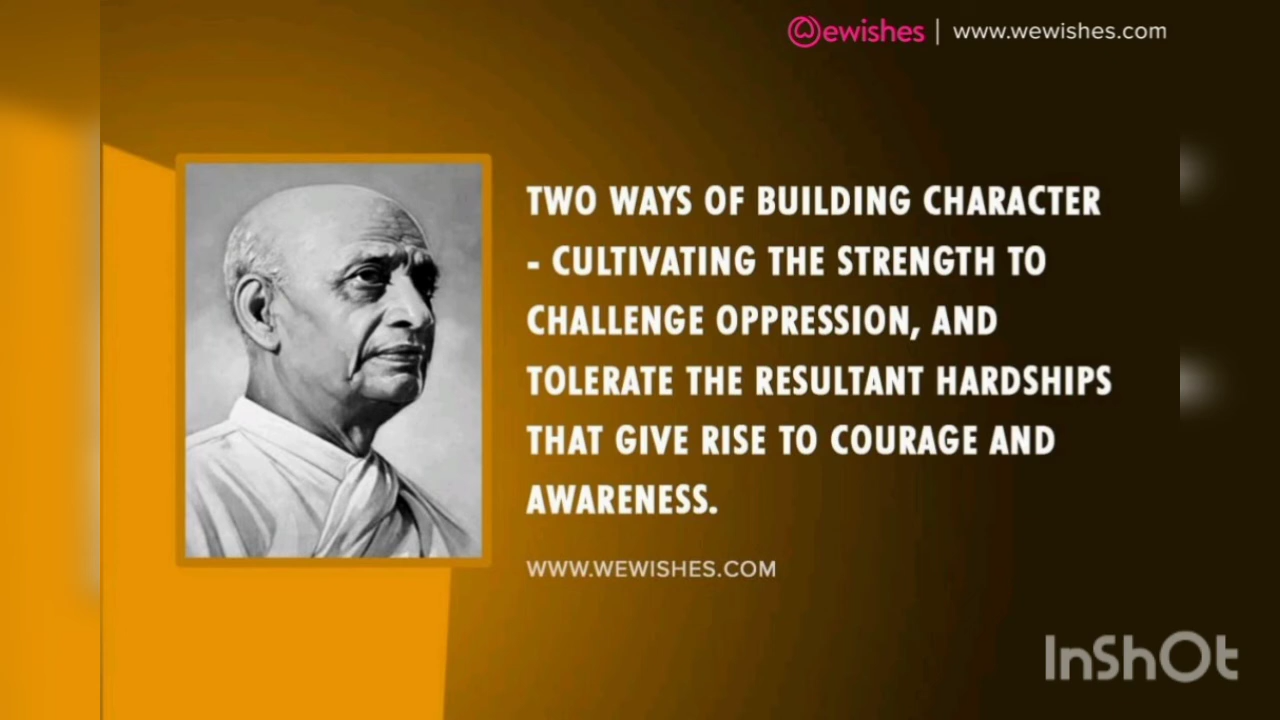 ewishes | www.wewishes.com
TWO WAYS OF BUILDING CHARACTER
- CULTIVATING THE STRENGTH TO
CHALLENGE OPPRESSION, AND
TOLERATE THE RESULTANT HARDSHIPS
THAT GIVE RISE TO COURAGE AND
AWARENESS.
WWW.WEWISHES.COM
InShOt